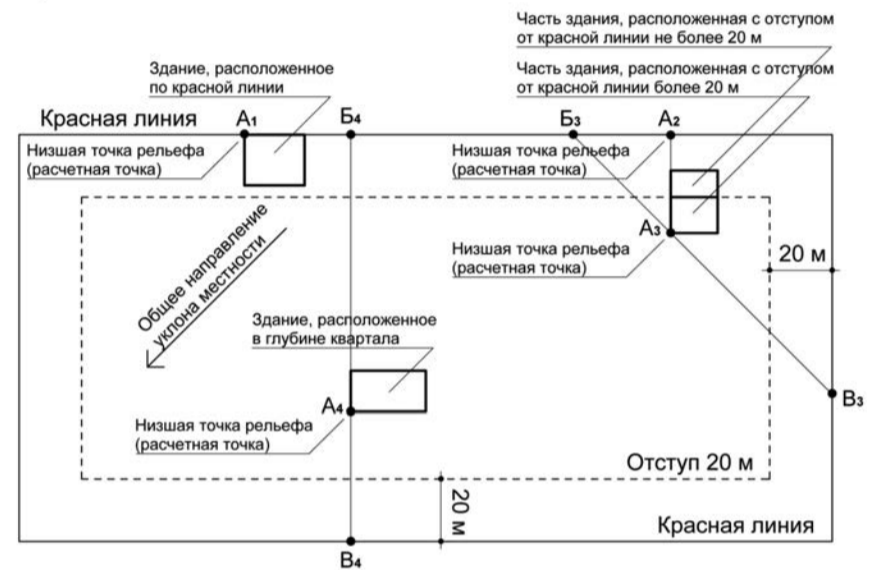 Часть здания, расположенная с отступом
от красной линии не более 20 м
Часть здания, расположенная с отступом
от красной линии более 20 м
Здание, расположенное
по красной линии
Красная линия
А1
Б4
Б3
А2
Низшая точка рельефа
(расчетная точка)
Низшая точка рельефа
(расчетная точка)
А3
Низшая точка рельефа
(расчетная точка)
20 м
Общее направление
уклона местности
Здание, расположенное
в глубине квартала
А4
В3
Низшая точка рельефа
(расчетная точка)
Отступ 20 м
20 м
Красная линия
В4